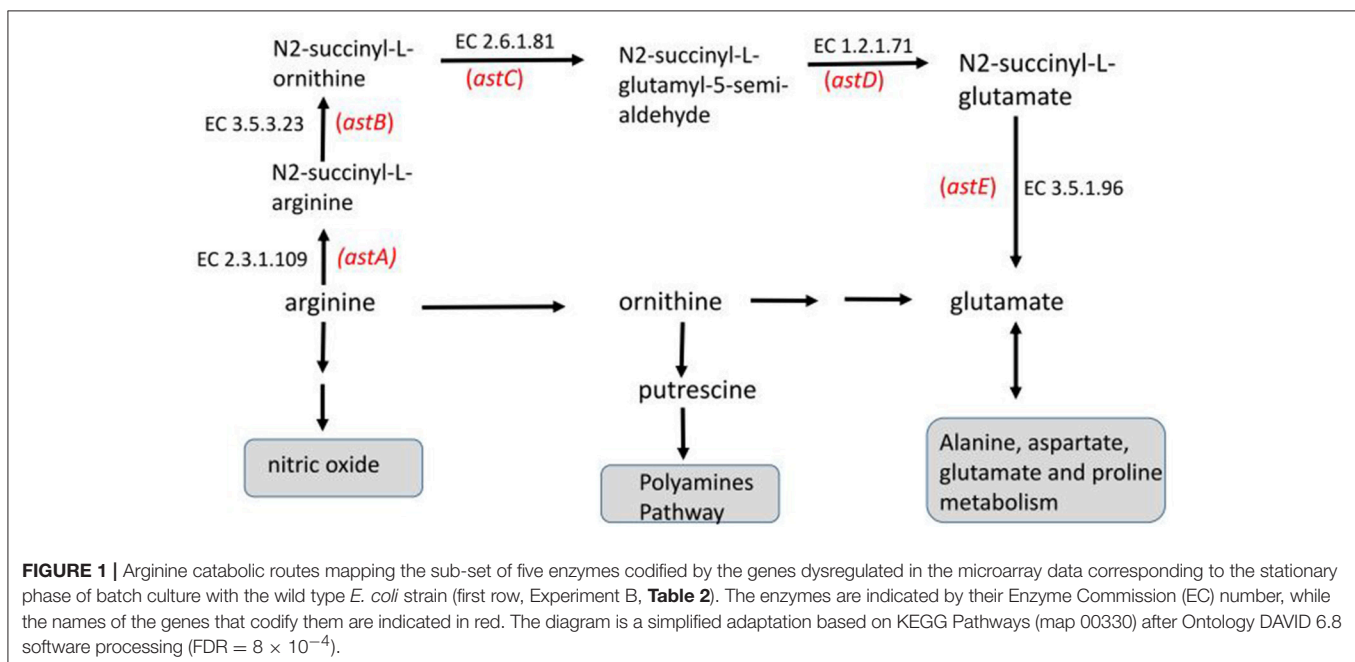 N2-succinyl-L-
ornithine
EC 2.6.1.81
(astC)
N2-succinyl-L-
glutamyl-5-semi-
aldehyde
EC 1.2.1.71
(astD)
N2-succinyl-L-
glutamate
EC 3.5.3.23
(astB)
N2-succinyl-L-
arginine
(astE)
EC 3.5.1.96
EC 2.3.1.109
(astA)
arginine
ornithine
glutamate
putrescine
nitric oxide
Polyamines
Pathway
Alanine, aspartate,
glutamate and proline
metabolism
FIGURE 1 | Arginine catabolic routes mapping the sub-set of five enzymes codified by the genes dysregulated in the microarray data corresponding to the stationary
phase of batch culture with the wild type E. coli strain (first row, Experiment B, Table 2). The enzymes are indicated by their Enzyme Commission (EC) number, while
the names of the genes that codify them are indicated in red. The diagram is a simplified adaptation based on KEGG Pathways (map 00330) after Ontology DAVID 6.8
software processing (FDR = 8 × 10⁻⁴).